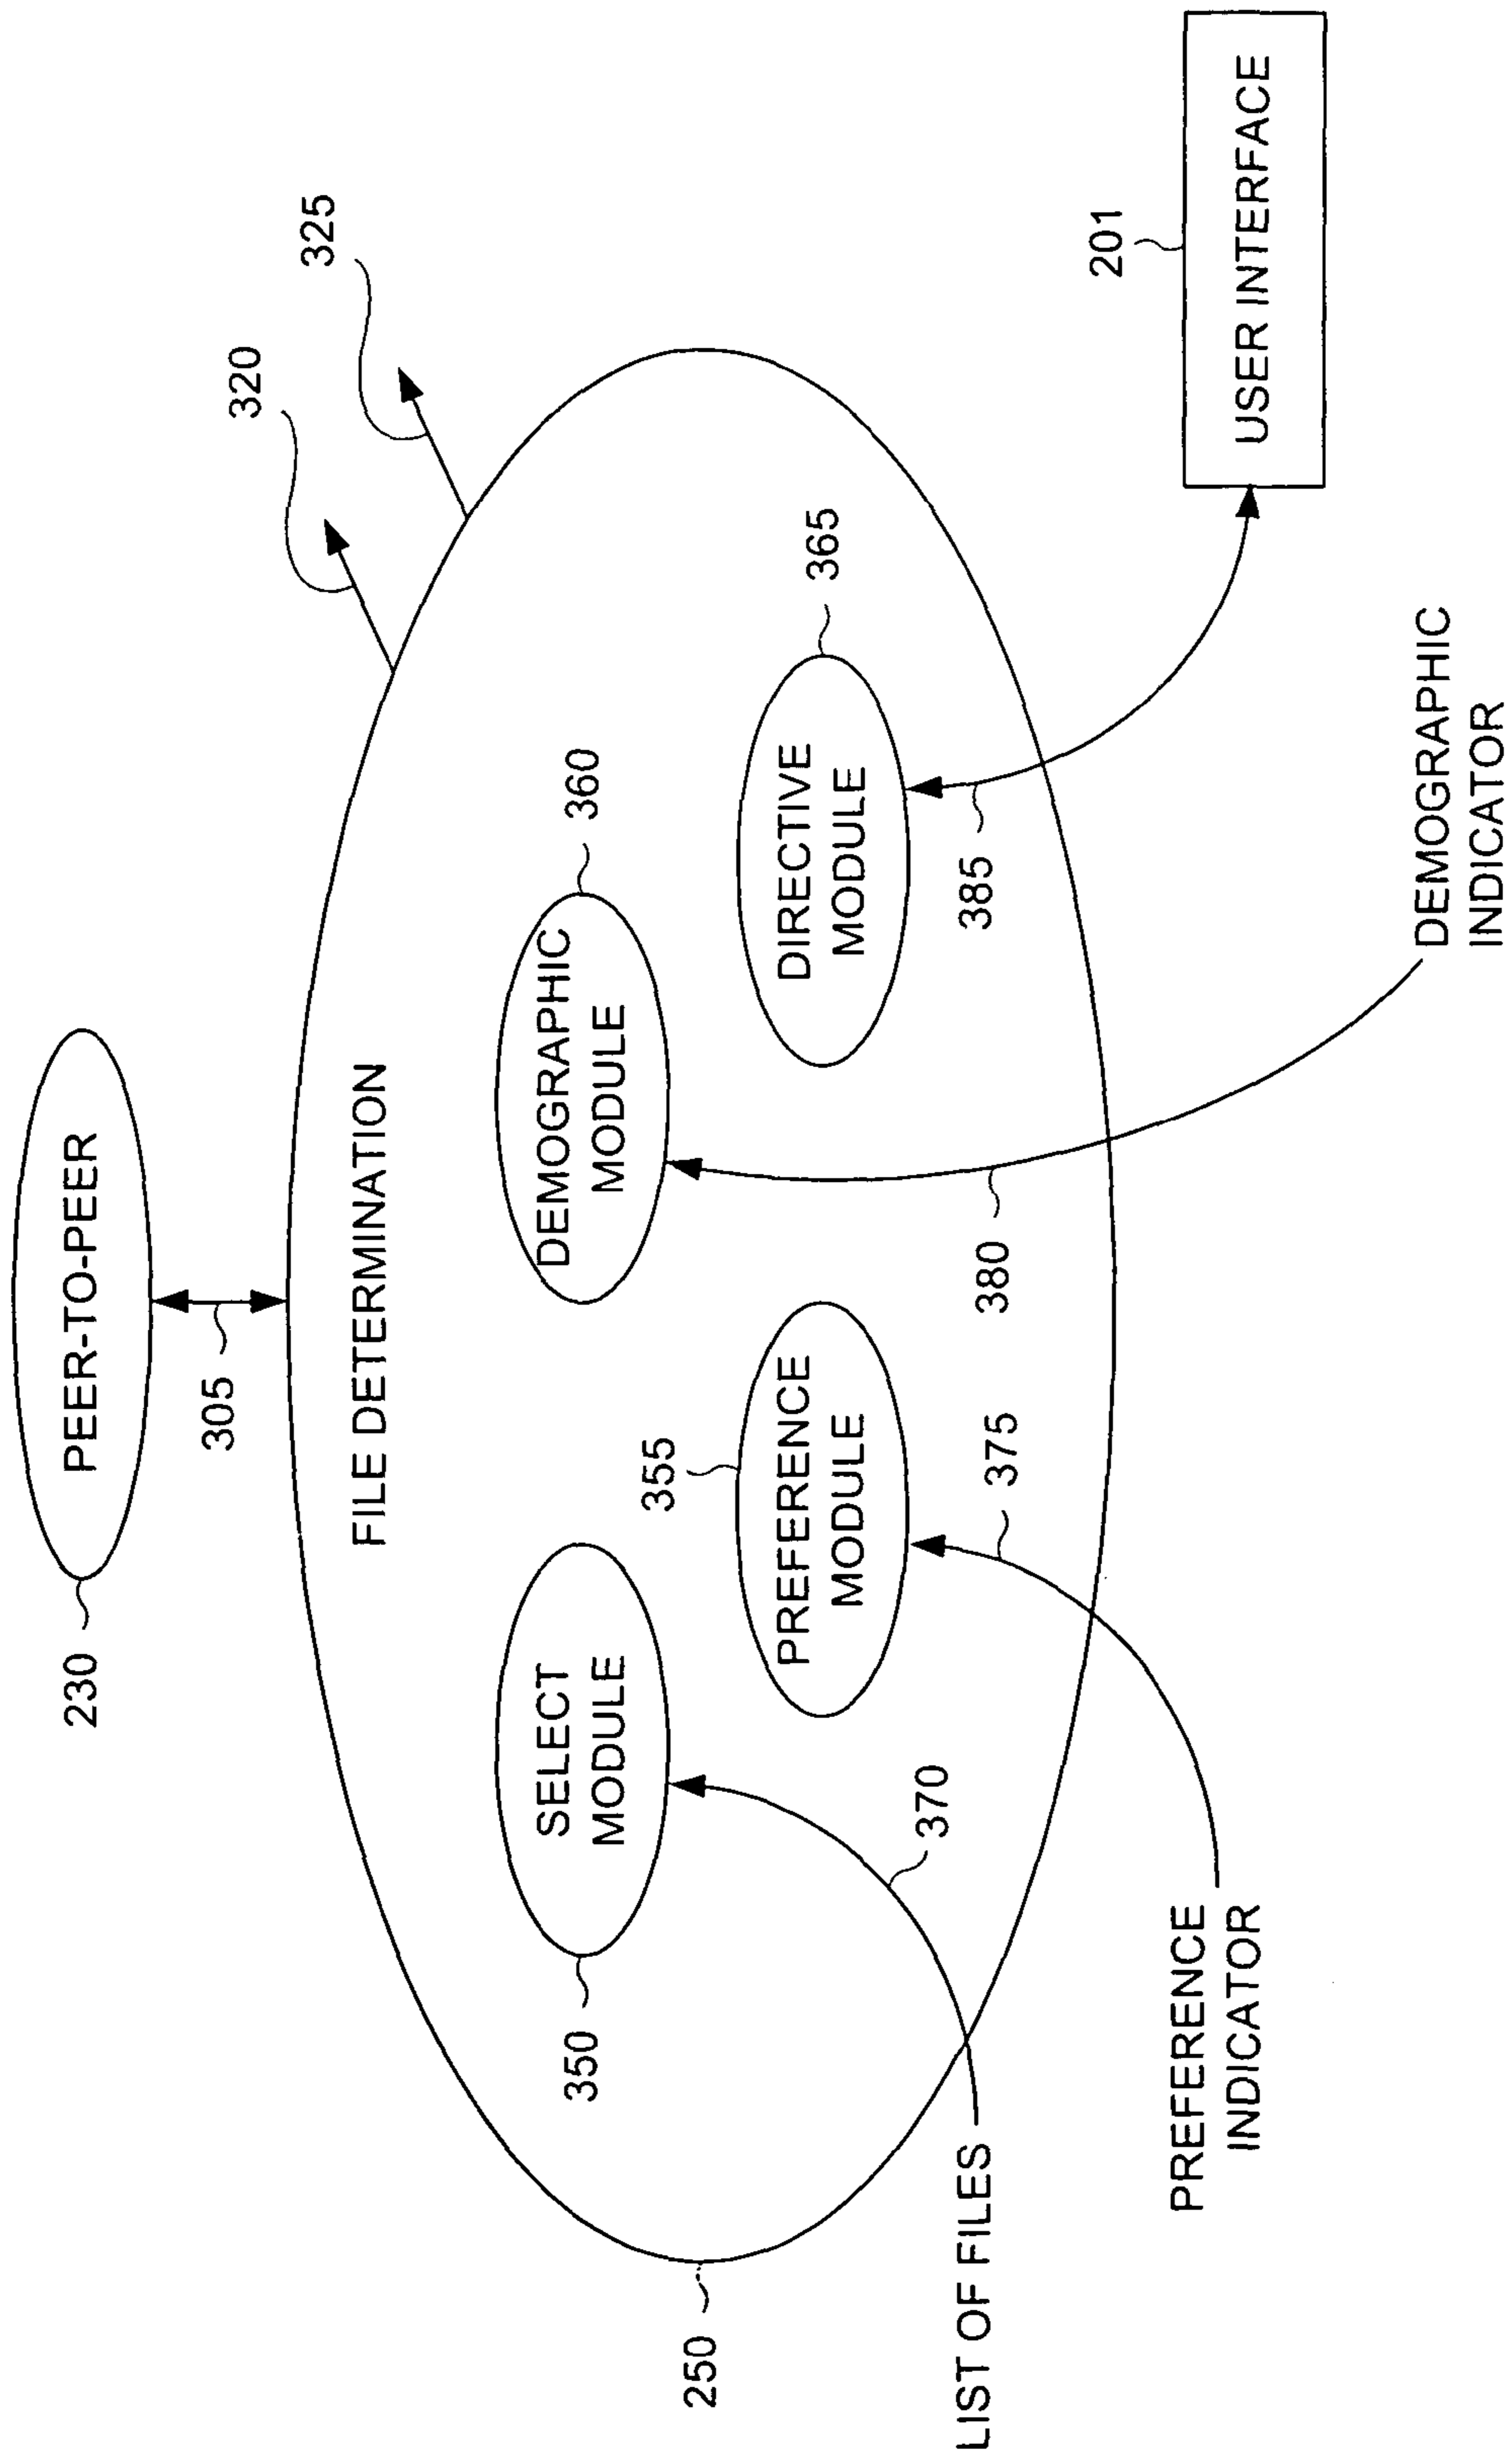 230
PEER-TO-PEER
305
320
325
FILE DETERMINATION
250
350
SELECT
MODULE
355
PREFERENCE
MODULE
DEMOGRAPHIC
MODULE
360
DIRECTIVE
MODULE
365
370
375
380
385
201
USER INTERFACE
LIST OF FILES
PREFERENCE
INDICATOR
DEMOGRAPHIC
INDICATOR